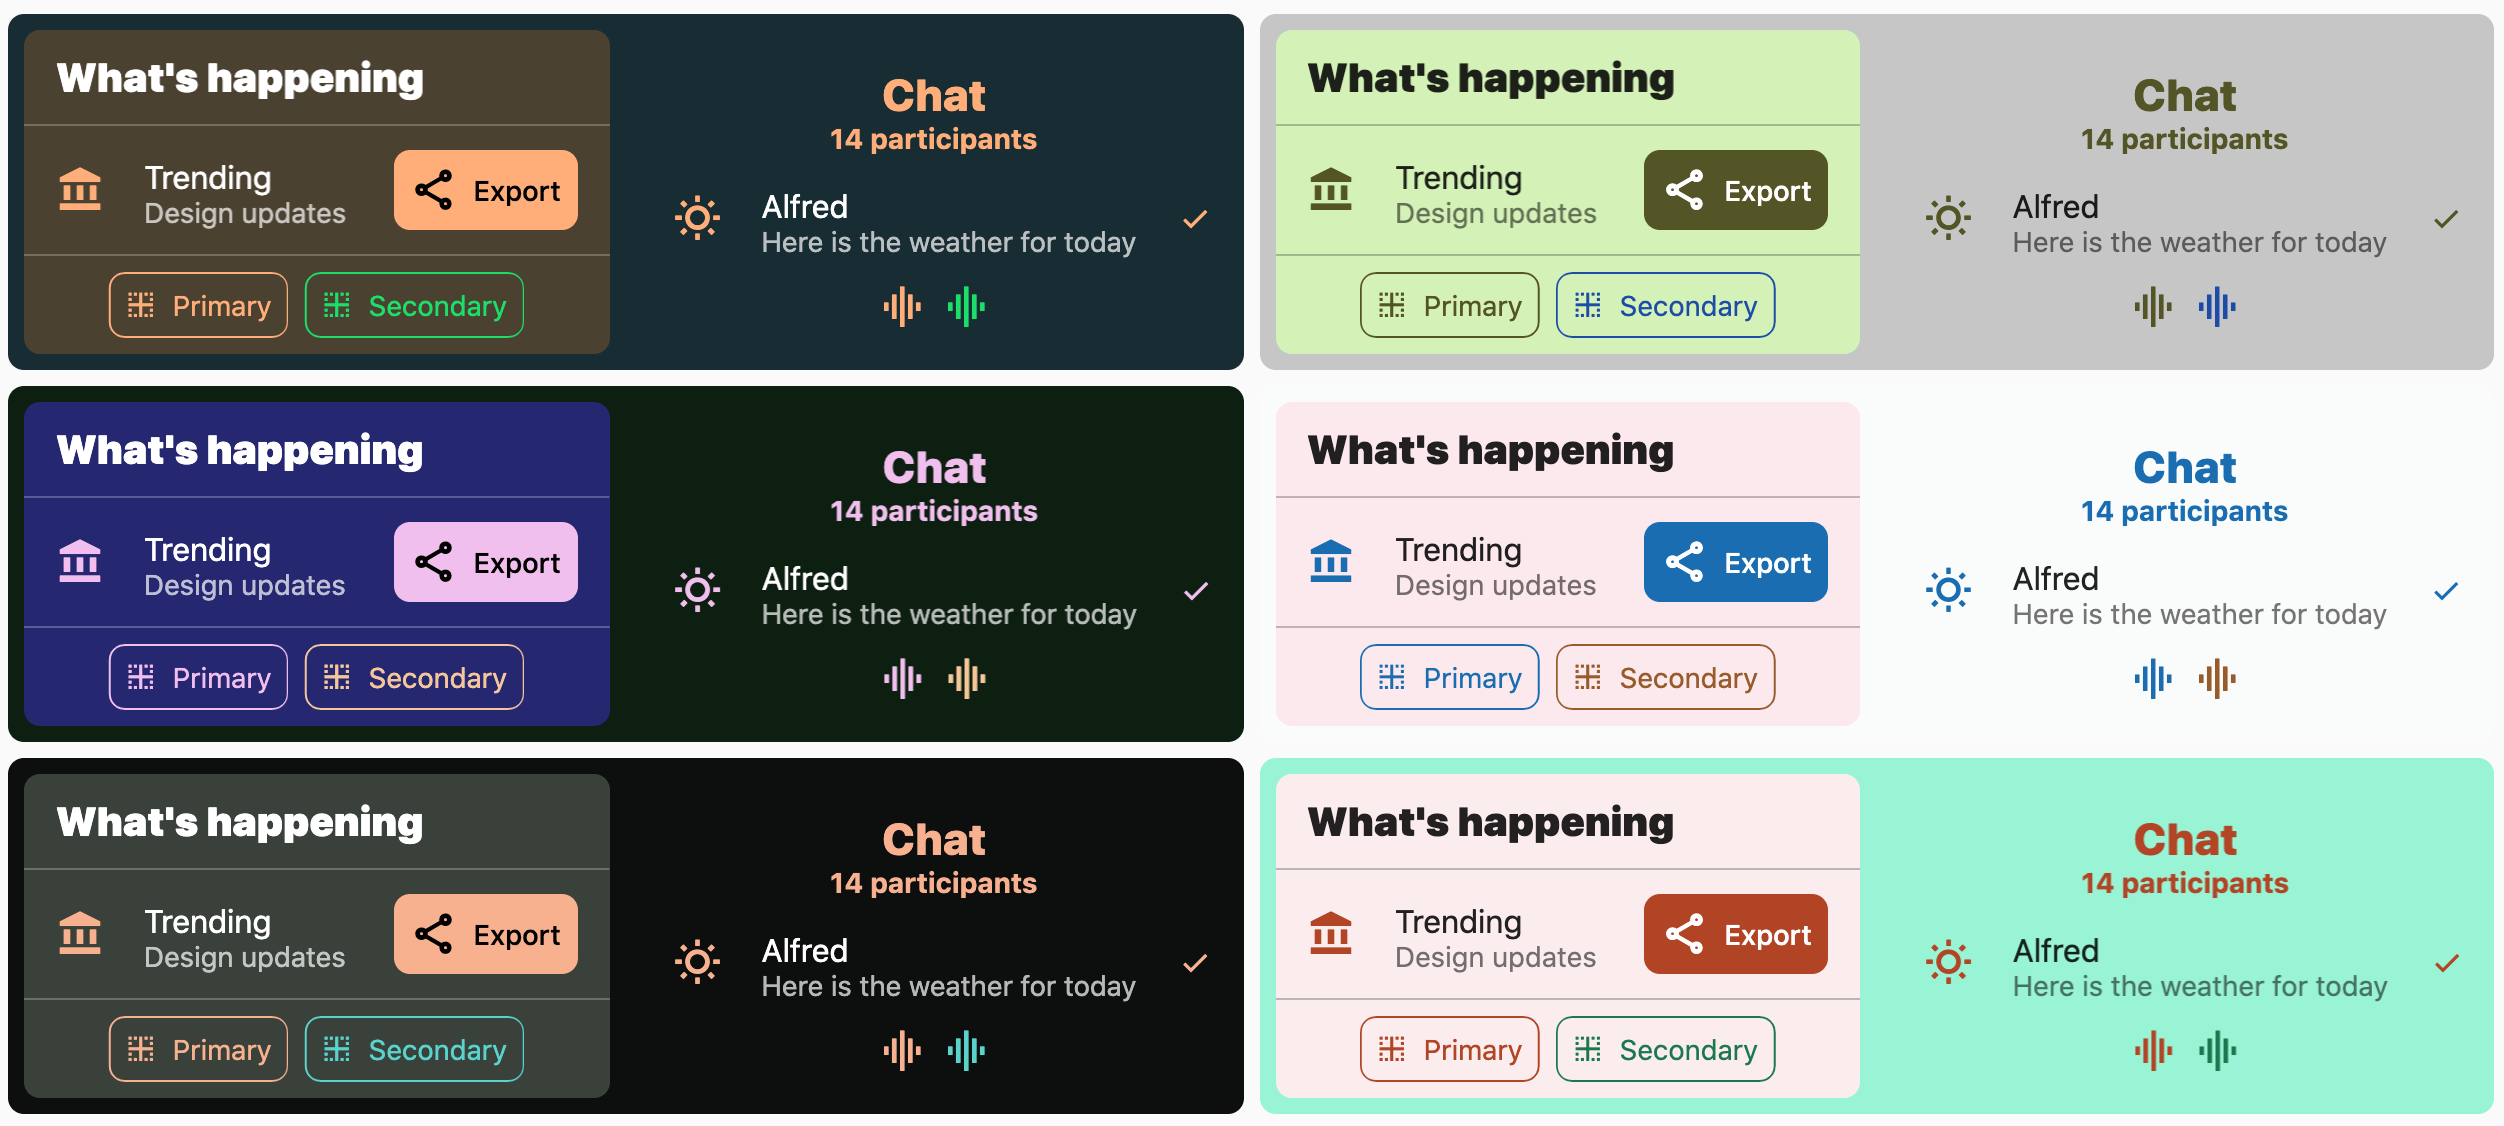 What's happening
Trending
Design updates
Export
Primary
Secondary
Chat
14 participants
Alfred
Here is the weather for today
What's happening
Trending
Design updates
Export
Primary
Secondary
Chat
14 participants
Alfred
Here is the weather for today
What's happening
Trending
Design updates
Export
Primary
Secondary
Chat
14 participants
Alfred
Here is the weather for today
What's happening
Trending
Design updates
Export
Primary
Secondary
Chat
14 participants
Alfred
Here is the weather for today
What's happening
Trending
Design updates
Export
Primary
Secondary
Chat
14 participants
Alfred
Here is the weather for today
What's happening
Trending
Design updates
Export
Primary
Secondary
Chat
14 participants
Alfred
Here is the weather for today